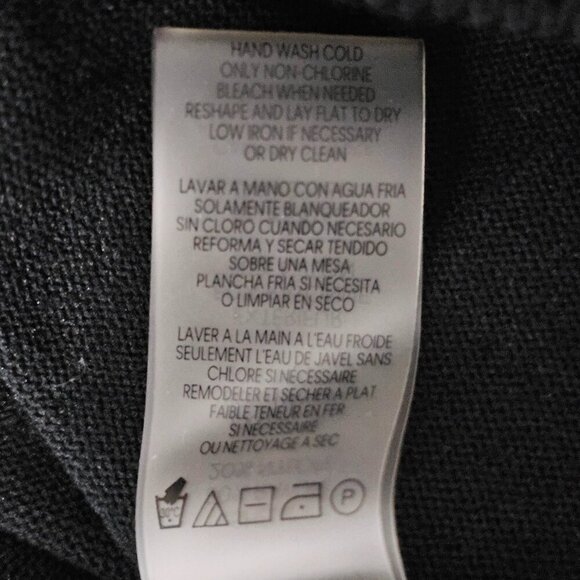 HAND WASH COLD
ONLY NON-CHLORINE
BLEACH WHEN NEEDED
RESHAPE AND LAY FLAT TO DRY
LOW IRON IF NECESSARY
OR DRY CLEAN
LAVAR A MANO CON AGUA FRIA
SOLAMENTE BLANQUEADOR
SIN CLORO CUANDO NECESARIO
REFORMA Y SECAR TENDIDO
SOBRE UNA MESA
PLANCHA FRIA SI NECESITA
O LIMPIAR EN SECO
LAVER A LA MAIN A L'EAU FROIDE
SEULEMENT L'EAU DE JAVEL SANS
CHLORE SI NECESSAIRE
REMODELER ET SECHER A PLAT
FAIBLE TENEUR EN FER
SI NECESSAIRE
OU NETTOYAGE A SEC
30°C P